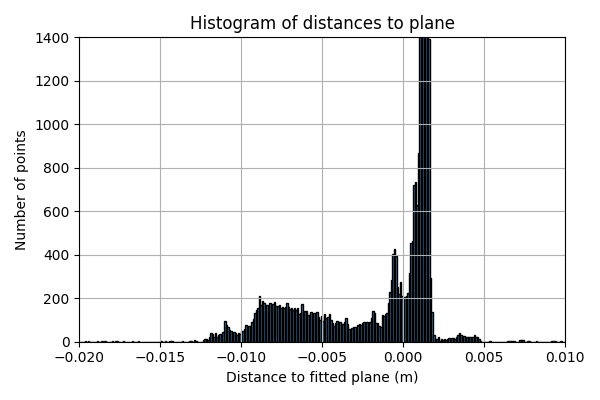 Histogram of distances to plane
Number of points
1400
1200
1000
800
600
400
200
0
−0.020 −0.015 −0.010 −0.005 0.000 0.005 0.010
Distance to fitted plane (m)